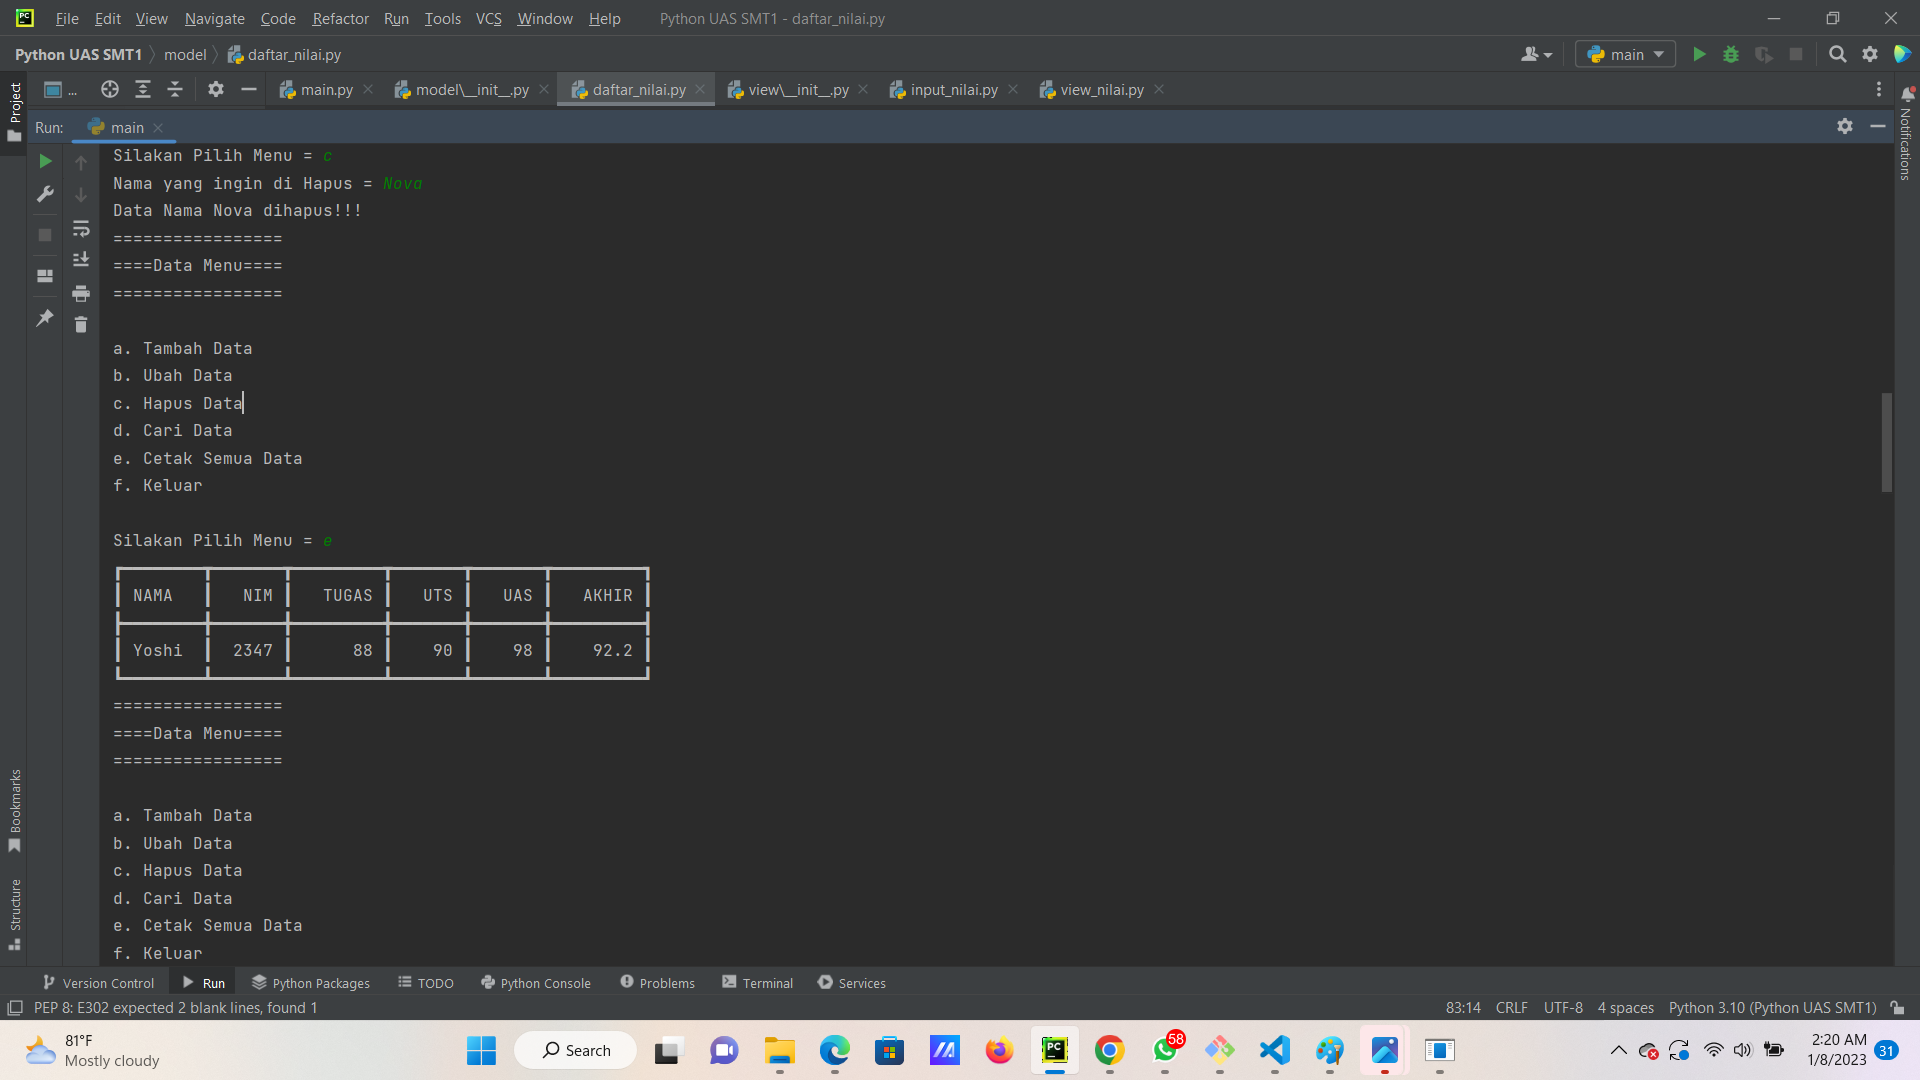 File Edit View Navigate Code Refactor Run Tools VCS Window Help Python UAS SMT1 - daftar_nilai.py
Python UAS SMT1 model daftar_nilai.py main
... main.py model\__init__.py daftar_nilai.py view\__init__.py input_nilai.py view_nilai.py
Project
Notifications
Run: main
Silakan Pilih Menu = c
Nama yang ingin di Hapus = Nova
Data Nama Nova dihapus!!!
=================
====Data Menu====
=================
a. Tambah Data
b. Ubah Data
c. Hapus Data
d. Cari Data
e. Cetak Semua Data
f. Keluar
Silakan Pilih Menu = e
NAMA NIM TUGAS UTS UAS AKHIR
Yoshi 2347 88 90 98 92.2
=================
====Data Menu====
=================
a. Tambah Data
b. Ubah Data
c. Hapus Data
d. Cari Data
e. Cetak Semua Data
f. Keluar
Bookmarks
Structure
Version Control Run Python Packages TODO Python Console Problems Terminal Services
PEP 8: E302 expected 2 blank lines, found 1 83:14 CRLF UTF-8 4 spaces Python 3.10 (Python UAS SMT1)
81°F
Mostly cloudy
Search
PC
58
2:20 AM
1/8/2023
31